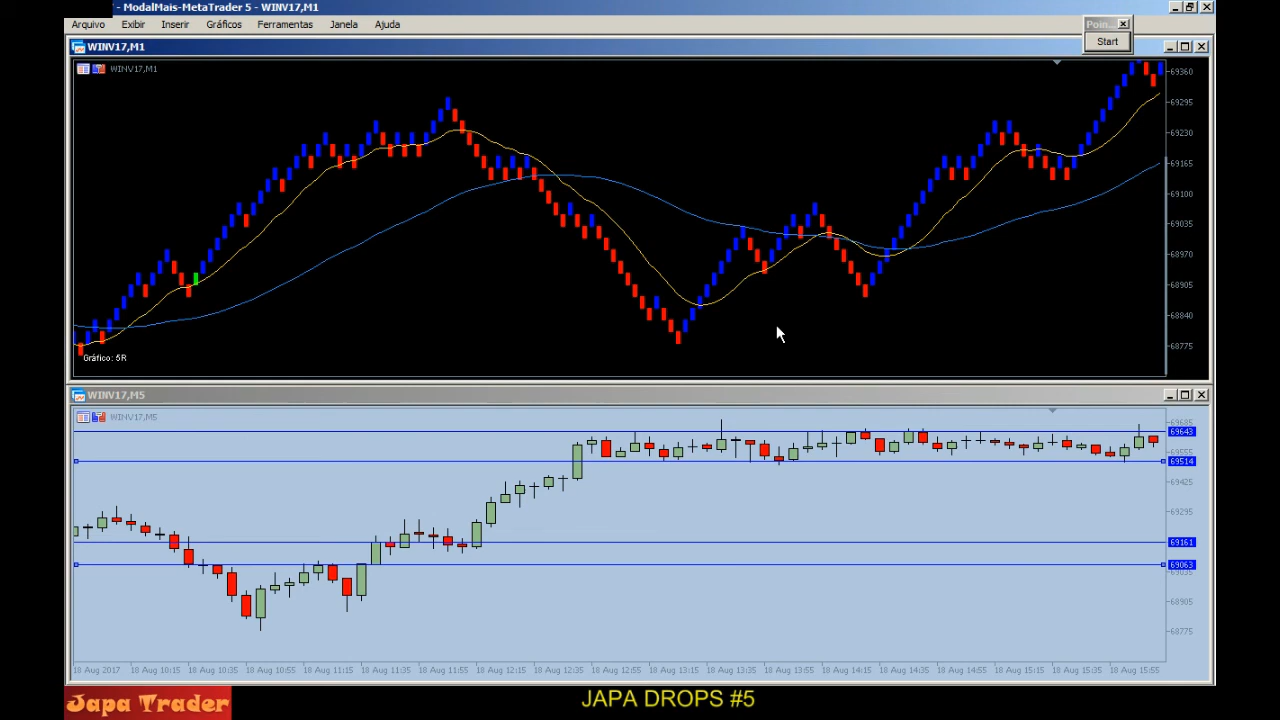 - ModalMais-MetaTrader 5 - WINV17,M1
Arquivo Exibir Inserir Gráficos Ferramentas Janela Ajuda
Poin...
Start
WINV17,M1
WINV17,M1
69360
69295
69230
69165
69100
69035
68970
68905
68840
68775
Gráfico: 5R
WINV17,M5
WINV17,M5
69685
69643
69555
69514
69425
69295
69161
69063
69035
68905
68775
18 Aug 2017 18 Aug 10:15 18 Aug 10:35 18 Aug 10:55 18 Aug 11:15 18 Aug 11:35 18 Aug 11:55 18 Aug 12:15 18 Aug 12:35 18 Aug 12:55 18 Aug 13:15 18 Aug 13:35 18 Aug 13:55 18 Aug 14:15 18 Aug 14:35 18 Aug 14:55 18 Aug 15:15 18 Aug 15:35 18 Aug 15:55
Japa Trader
JAPA DROPS #5